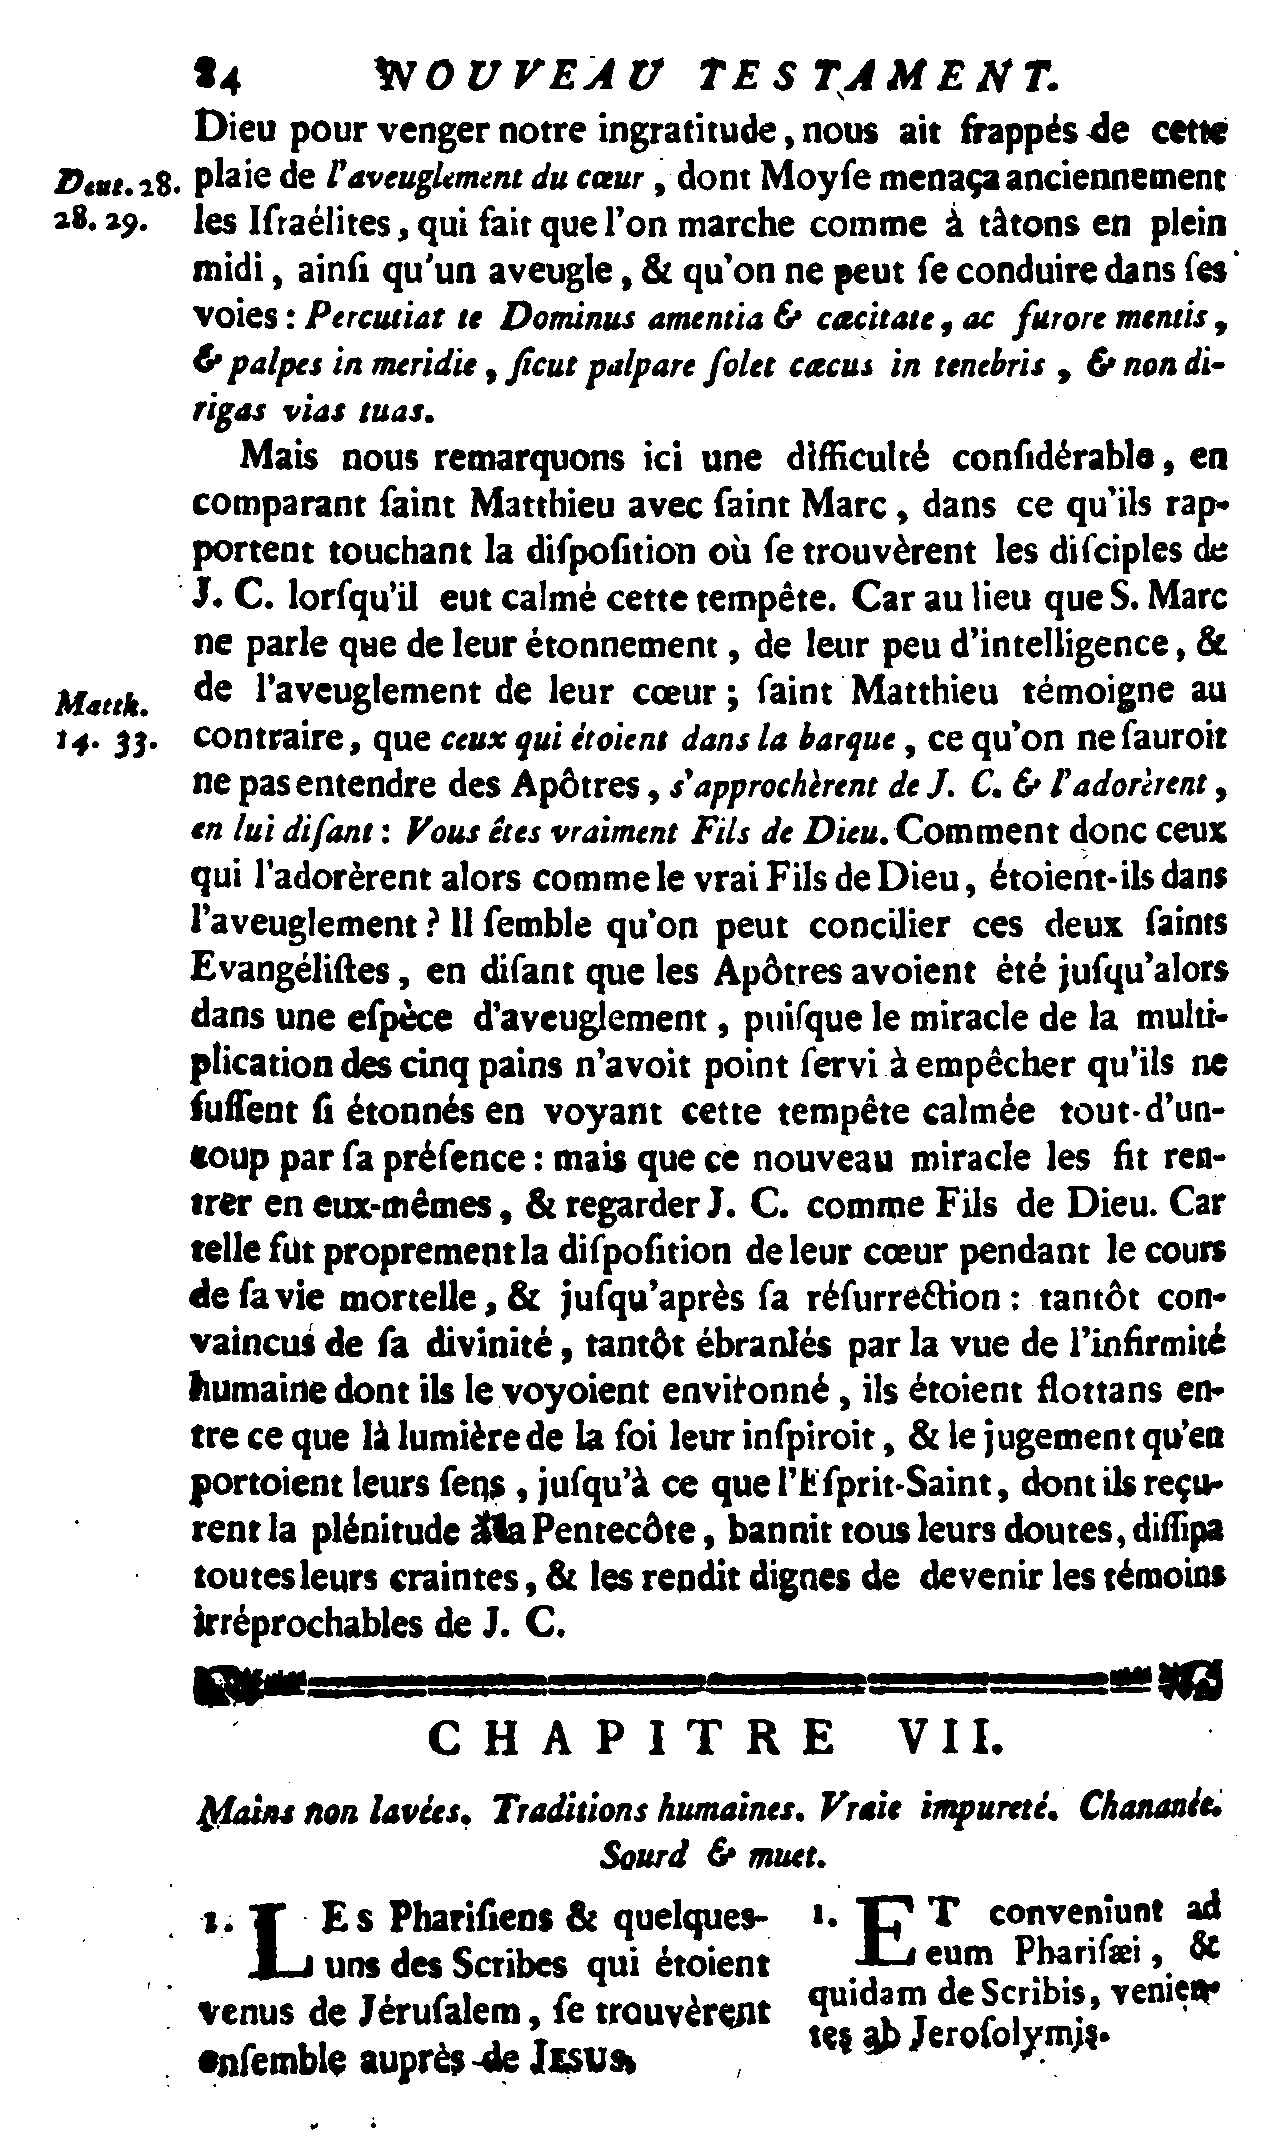 84 NOUVEAU TESTAMENT.
Dieu pour venger notre ingratitude, nous ait frappés de cette
Deut. 28. plaie de l'aveuglement du cœur, dont Moyſe menaça anciennement
28. 29. les Iſraélites, qui fait que l'on marche comme à tâtons en plein
midi, ainſi qu'un aveugle, & qu'on ne peut ſe conduire dans ſes
voies : Percutiat te Dominus amentia & cæcitate, ac furore mentis,
& palpes in meridie, ſicut palpare ſolet cæcus in tenebris, & non di-
rigas vias tuas.
Mais nous remarquons ici une difficulté conſidérable, en
comparant ſaint Matthieu avec ſaint Marc, dans ce qu'ils rap-
portent touchant la diſpoſition où ſe trouvèrent les diſciples de
J. C. lorſqu'il eut calmé cette tempête. Car au lieu que S. Marc
ne parle que de leur étonnement, de leur peu d'intelligence, &
Matth. de l'aveuglement de leur cœur ; ſaint Matthieu témoigne au
14. 33. contraire, que ceux qui étoient dans la barque, ce qu'on ne ſauroit
ne pas entendre des Apôtres, s'approchèrent de J. C. & l'adorèrent,
en lui diſant : Vous êtes vraiment Fils de Dieu. Comment donc ceux
qui l'adorèrent alors comme le vrai Fils de Dieu, étoient-ils dans
l'aveuglement ? Il ſemble qu'on peut concilier ces deux ſaints
Evangéliſtes, en diſant que les Apôtres avoient été juſqu'alors
dans une eſpèce d'aveuglement, puiſque le miracle de la multi-
plication des cinq pains n'avoit point ſervi à empêcher qu'ils ne
fuſſent ſi étonnés en voyant cette tempête calmée tout-d'un-
coup par ſa préſence : mais que ce nouveau miracle les fit ren-
trer en eux-mêmes, & regarder J. C. comme Fils de Dieu. Car
telle fut proprement la diſpoſition de leur cœur pendant le cours
de ſa vie mortelle, & juſqu'après ſa réſurrection : tantôt con-
vaincus de ſa divinité, tantôt ébranlés par la vue de l'infirmité
humaine dont ils le voyoient environné, ils étoient flottans en-
tre ce que la lumière de la foi leur inſpiroit, & le jugement qu'en
portoient leurs ſens, juſqu'à ce que l'Eſprit-Saint, dont ils reçu-
rent la plénitude à la Pentecôte, bannit tous leurs doutes, diſſipa
toutes leurs craintes, & les rendit dignes de devenir les témoins
irréprochables de J. C.
CHAPITRE VII.
Mains non lavées. Traditions humaines. Vraie impureté. Chananée.
Sourd & muet.
1. LEs Phariſiens & quelques-
uns des Scribes qui étoient
venus de Jéruſalem, ſe trouvèrent
enſemble auprès de JESUS,
1. ET conveniunt ad
eum Phariſæi, &
quidam de Scribis, venien-
tes ab Jeroſolymis.